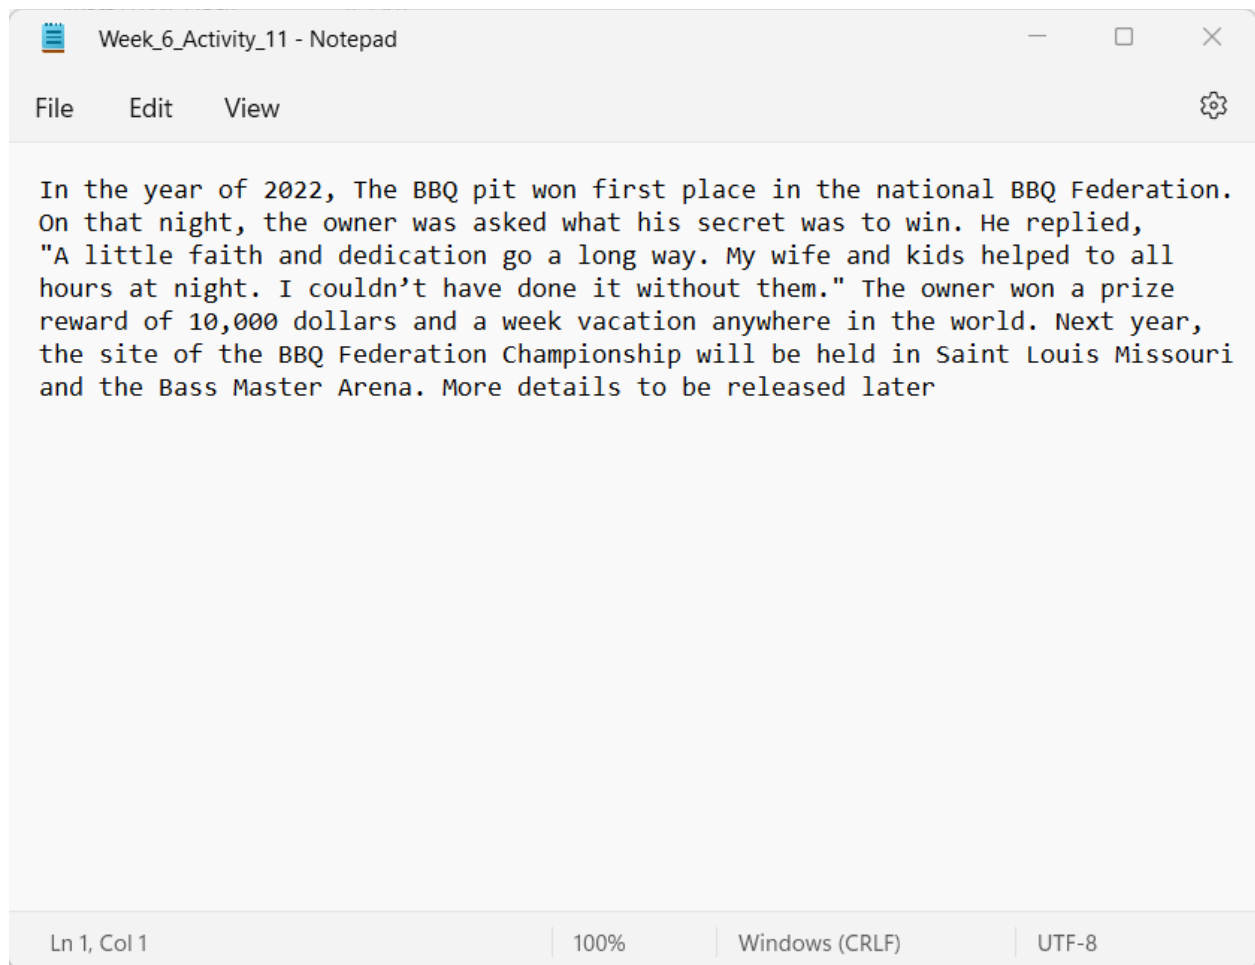 Week_6_Activity_11 - Notepad
File Edit View
In the year of 2022, The BBQ pit won first place in the national BBQ Federation.
On that night, the owner was asked what his secret was to win. He replied,
"A little faith and dedication go a long way. My wife and kids helped to all
hours at night. I couldn’t have done it without them." The owner won a prize
reward of 10,000 dollars and a week vacation anywhere in the world. Next year,
the site of the BBQ Federation Championship will be held in Saint Louis Missouri
and the Bass Master Arena. More details to be released later
Ln 1, Col 1 100% Windows (CRLF) UTF-8